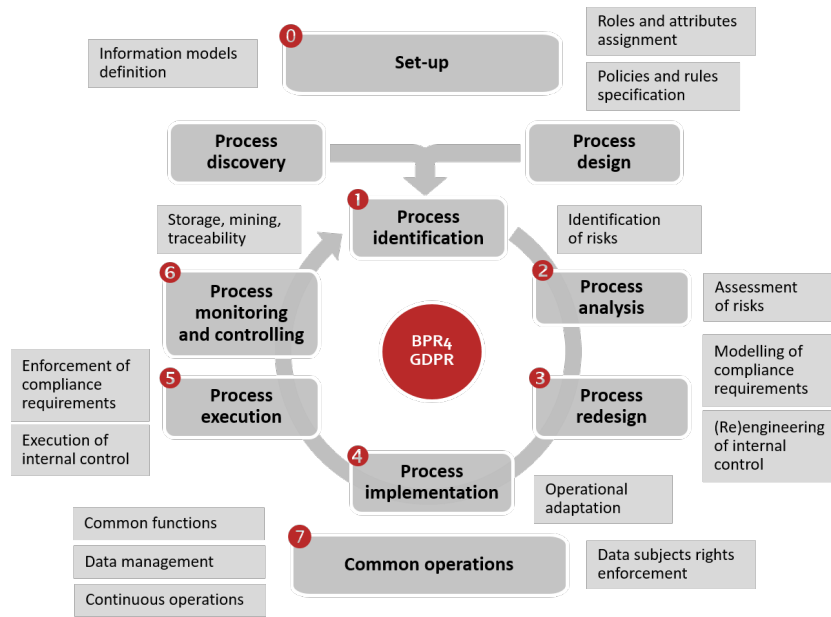 0
Set-up
Information models
definition
Roles and attributes
assignment
Policies and rules
specification
Process
discovery
Process
design
1
Process
identification
Storage, mining,
traceability
Identification
of risks
6
Process
monitoring
and controlling
2
Process
analysis
Assessment
of risks
BPR4
GDPR
Enforcement of
compliance
requirements
5
Process
execution
Execution of
internal control
3
Process
redesign
Modelling of
compliance
requirements
(Re)engineering
of internal
control
4
Process
implementation
Operational
adaptation
Common functions
Data management
Continuous operations
7
Common operations
Data subjects rights
enforcement